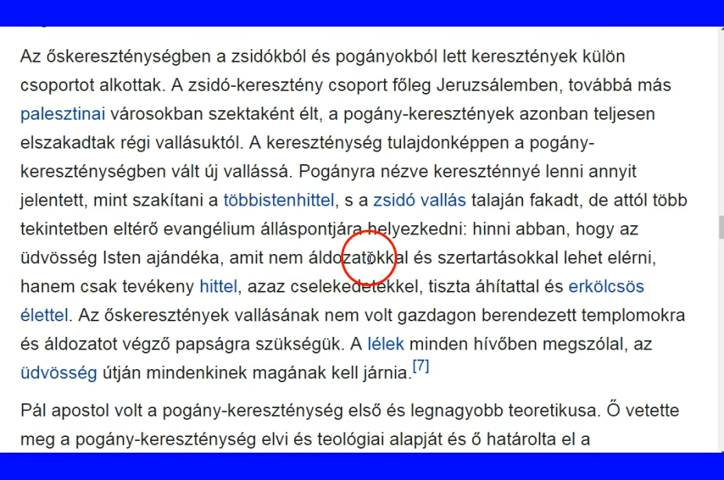 Az őskereszténységben a zsidókból és pogányokból lett keresztények külön
csoportot alkottak. A zsidó-keresztény csoport főleg Jeruzsálemben, továbbá más
palesztinai városokban szektaként élt, a pogány-keresztények azonban teljesen
elszakadtak régi vallásuktól. A kereszténység tulajdonképpen a pogány-
kereszténységben vált új vallássá. Pogányra nézve kereszténnyé lenni annyit
jelentett, mint szakítani a többistenhittel, s a zsidó vallás talaján fakadt, de attól több
tekintetben eltérő evangélium álláspontjára helyezkedni: hinni abban, hogy az
üdvösség Isten ajándéka, amit nem áldozatokkal és szertartásokkal lehet elérni,
hanem csak tevékeny hittel, azaz cselekedetekkel, tiszta áhítattal és erkölcsös
élettel. Az őskeresztények vallásának nem volt gazdagon berendezett templomokra
és áldozatot végző papságra szükségük. A lélek minden hívőben megszólal, az
üdvösség útján mindenkinek magának kell járnia.[7]
Pál apostol volt a pogány-kereszténység első és legnagyobb teoretikusa. Ő vetette
meg a pogány-kereszténység elvi és teológiai alapját és ő határolta el a